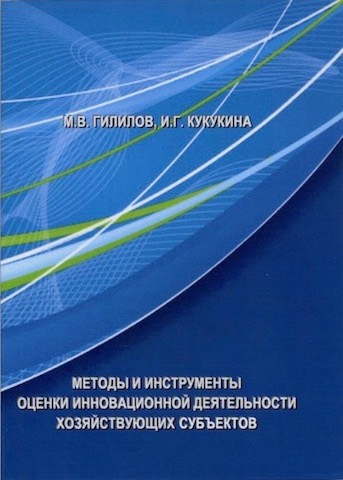 М.В. ГИЛИЛОВ, И.Г. КУКУКИНА
МЕТОДЫ И ИНСТРУМЕНТЫ
ОЦЕНКИ ИННОВАЦИОННОЙ ДЕЯТЕЛЬНОСТИ
ХОЗЯЙСТВУЮЩИХ СУБЪЕКТОВ